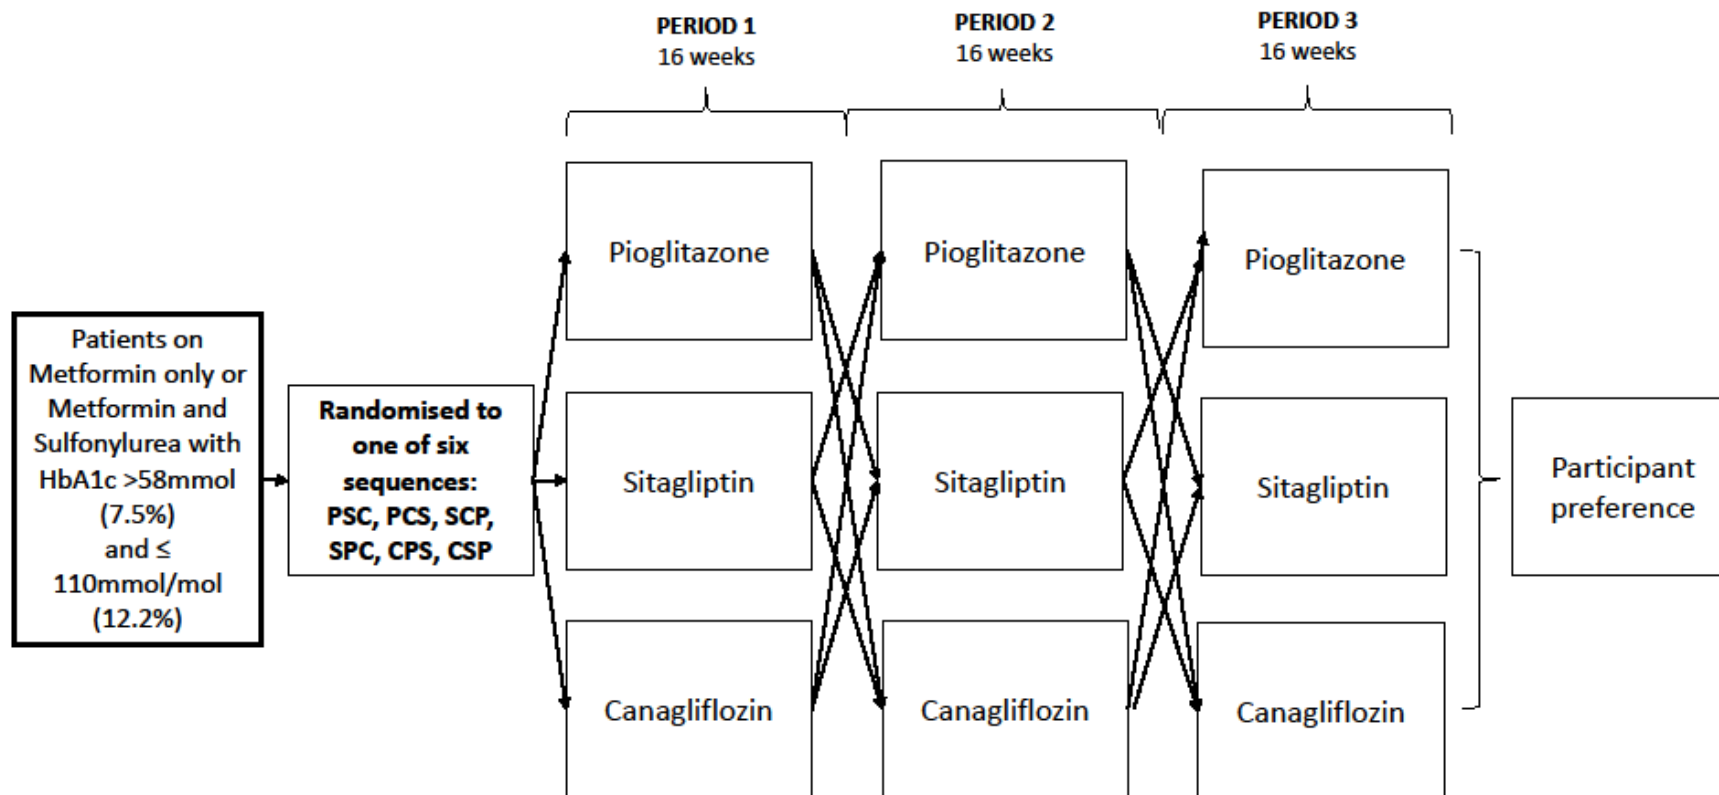 PERIOD 1
16 weeks
PERIOD 2
16 weeks
PERIOD 3
16 weeks
Patients on
Metformin only or
Metformin and
Sulfonylurea with
HbA1c >58mmol
(7.5%)
and ≤
110mmol/mol
(12.2%)
Randomised to
one of six
sequences:
PSC, PCS, SCP,
SPC, CPS, CSP
Pioglitazone
Sitagliptin
Canagliflozin
Pioglitazone
Sitagliptin
Canagliflozin
Pioglitazone
Sitagliptin
Canagliflozin
Participant
preference